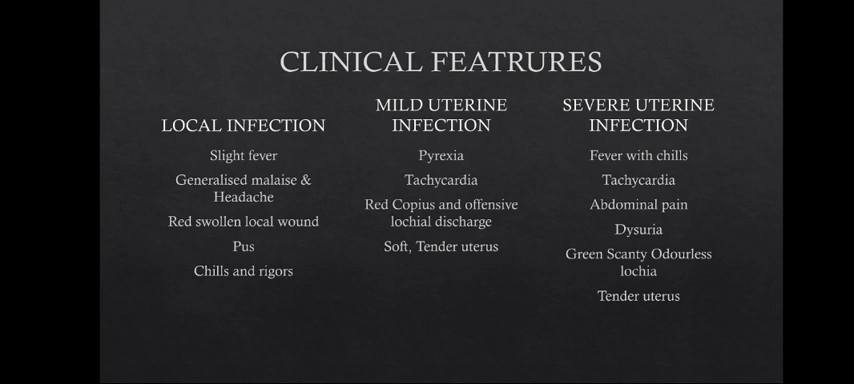 CLINICAL FEATRURES
LOCAL INFECTION
Slight fever
Generalised malaise &
Headache
Red swollen local wound
Pus
Chills and rigors
MILD UTERINE
INFECTION
Pyrexia
Tachycardia
Red Copius and offensive
lochial discharge
Soft, Tender uterus
SEVERE UTERINE
INFECTION
Fever with chills
Tachycardia
Abdominal pain
Dysuria
Green Scanty Odourless
lochia
Tender uterus